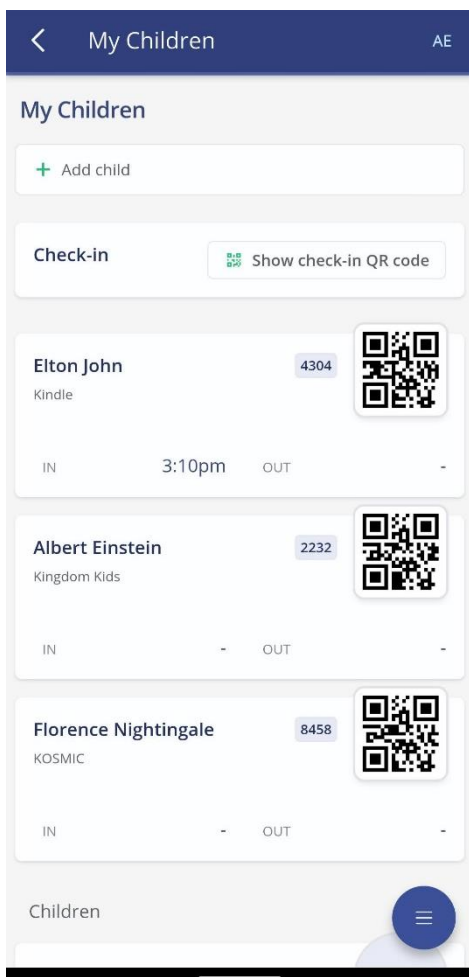 My Children
AE
My Children
+ Add child
Check-in
Show check-in QR code
Elton John
4304
Kindle
IN 3:10pm OUT -
Albert Einstein
2232
Kingdom Kids
IN - OUT -
Florence Nightingale
8458
KOSMIC
IN - OUT -
Children